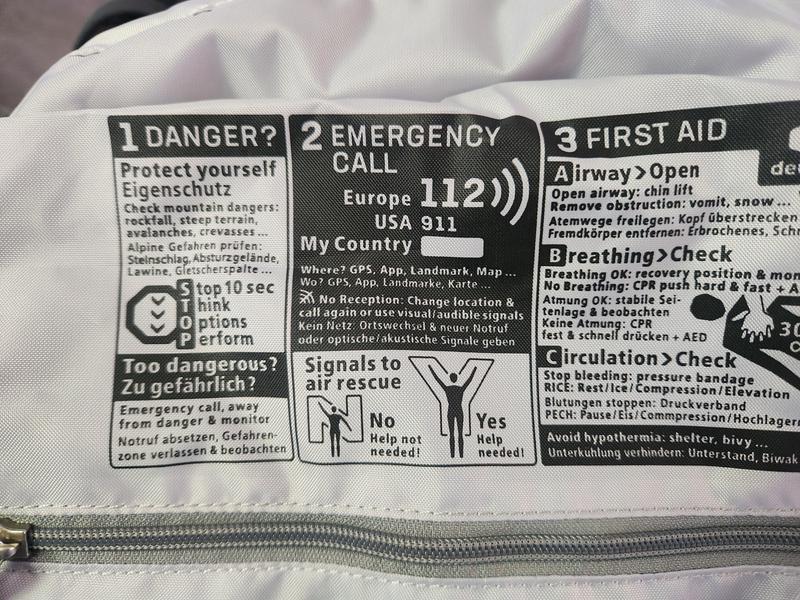 1 DANGER?
Protect yourself
Eigenschutz
Check mountain dangers:
rockfall, steep terrain,
avalanches, crevasses ...
Alpine Gefahren prüfen:
Steinschlag, Absturzgelände,
Lawine, Gletscherspalte ...
Stop 10 sec
Think
Options
Perform
Too dangerous?
Zu gefährlich?
Emergency call, away
from danger & monitor
Notruf absetzen, Gefahren-
zone verlassen & beobachten
2 EMERGENCY
CALL
Europe 112
USA 911
My Country
Where? GPS, App, Landmark, Map ...
Wo? GPS, App, Landmarke, Karte ...
No Reception: Change location &
call again or use visual/audible signals
Kein Netz: Ortswechsel & neuer Notruf
oder optische/akustische Signale geben
Signals to
air rescue
N
No
Help not
needed!
Y
Yes
Help
needed!
3 FIRST AID
Airway > Open
Open airway: chin lift
Remove obstruction: vomit, snow ...
Atemwege freilegen: Kopf überstrecken
Fremdkörper entfernen: Erbrochenes,
Breathing > Check
Breathing OK: recovery position &
No Breathing: CPR push hard & fast +
Atmung OK: stabile Sei-
tenlage & beobachten
Keine Atmung: CPR
fest & schnell drücken + AED
30
Circulation > Check
Stop bleeding: pressure bandage
RICE: Rest/Ice/Compression/Elevation
Blutungen stoppen: Druckverband
PECH: Pause/Eis/Commpression/
Avoid hypothermia: shelter, bivy ...
Unterkühlung verhindern: Unterstand, Biwak